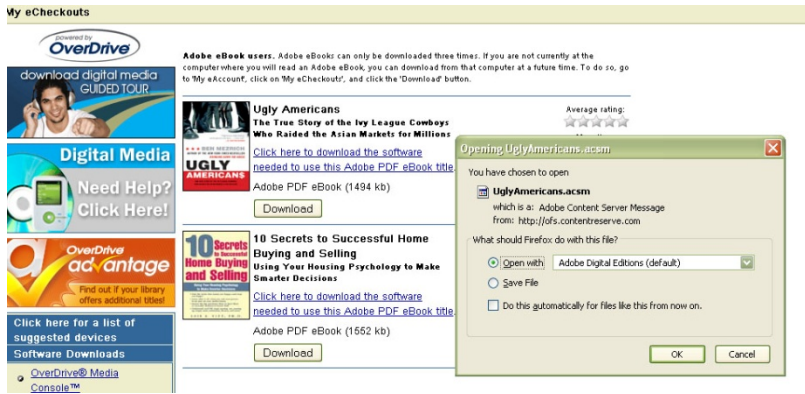 My eCheckouts
powered by
OverDrive
download digital media
GUIDED TOUR
Digital Media
Need Help?
Click Here!
OverDrive
advantage
Find out if your library
offers additional titles!
Click here for a list of
suggested devices
Software Downloads
OverDrive® Media
Console™
Adobe eBook users. Adobe eBooks can only be downloaded three times. If you are not currently at the
computer where you will read an Adobe eBook, you can download from that computer at a future time. To do so, go
to 'My eAccount', click on 'My eCheckouts', and click the 'Download' button.
BEN MEZRICH
UGLY
AMERICANS
Ugly Americans
The True Story of the Ivy League Cowboys
Who Raided the Asian Markets for Millions
Click here to download the software
needed to use this Adobe PDF eBook title.
Adobe PDF eBook (1494 kb)
Download
Average rating:
10 Secrets
to Successful
Home Buying
and Selling
10 Secrets to Successful Home
Buying and Selling
Using Your Housing Psychology to Make
Smarter Decisions
Click here to download the software
needed to use this Adobe PDF eBook title.
Adobe PDF eBook (1552 kb)
Download
Opening UglyAmericans.acsm
You have chosen to open
UglyAmericans.acsm
which is a: Adobe Content Server Message
from: http://ofs.contentreserve.com
What should Firefox do with this file?
Open with
Adobe Digital Editions (default)
Save File
Do this automatically for files like this from now on.
OK
Cancel